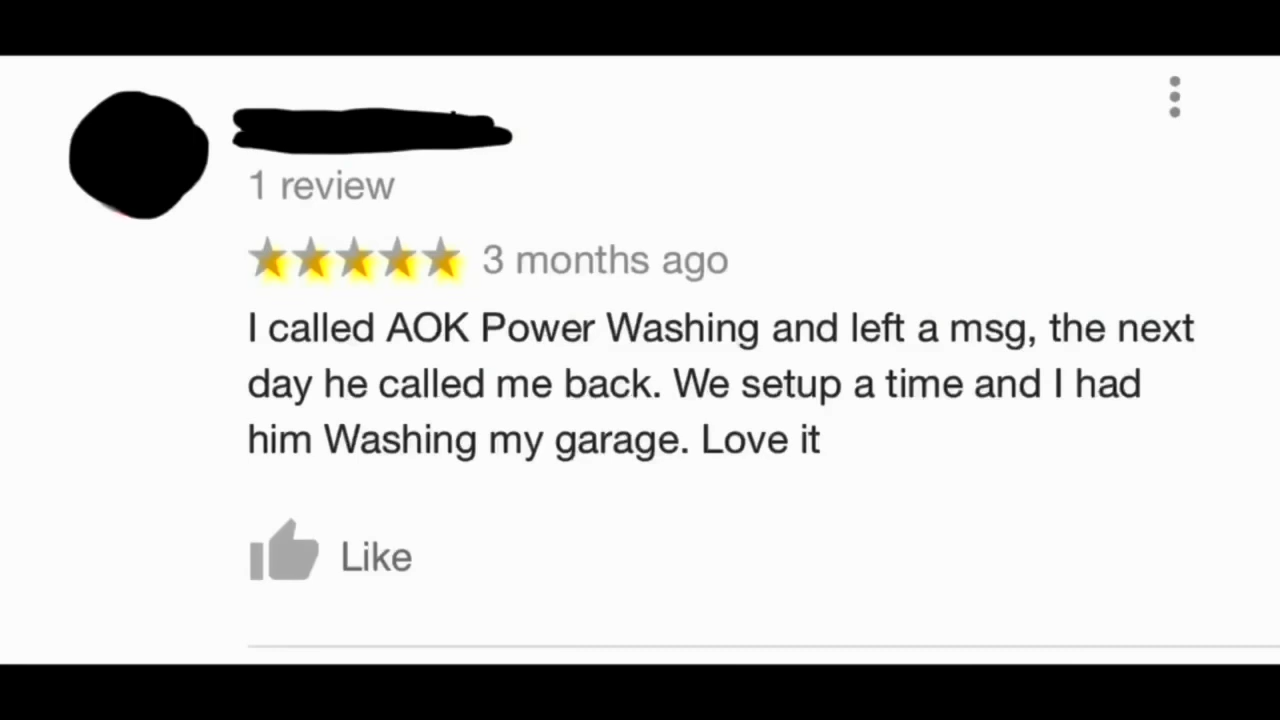 1 review
3 months ago
I called AOK Power Washing and left a msg, the next
day he called me back. We setup a time and I had
him Washing my garage. Love it
Like